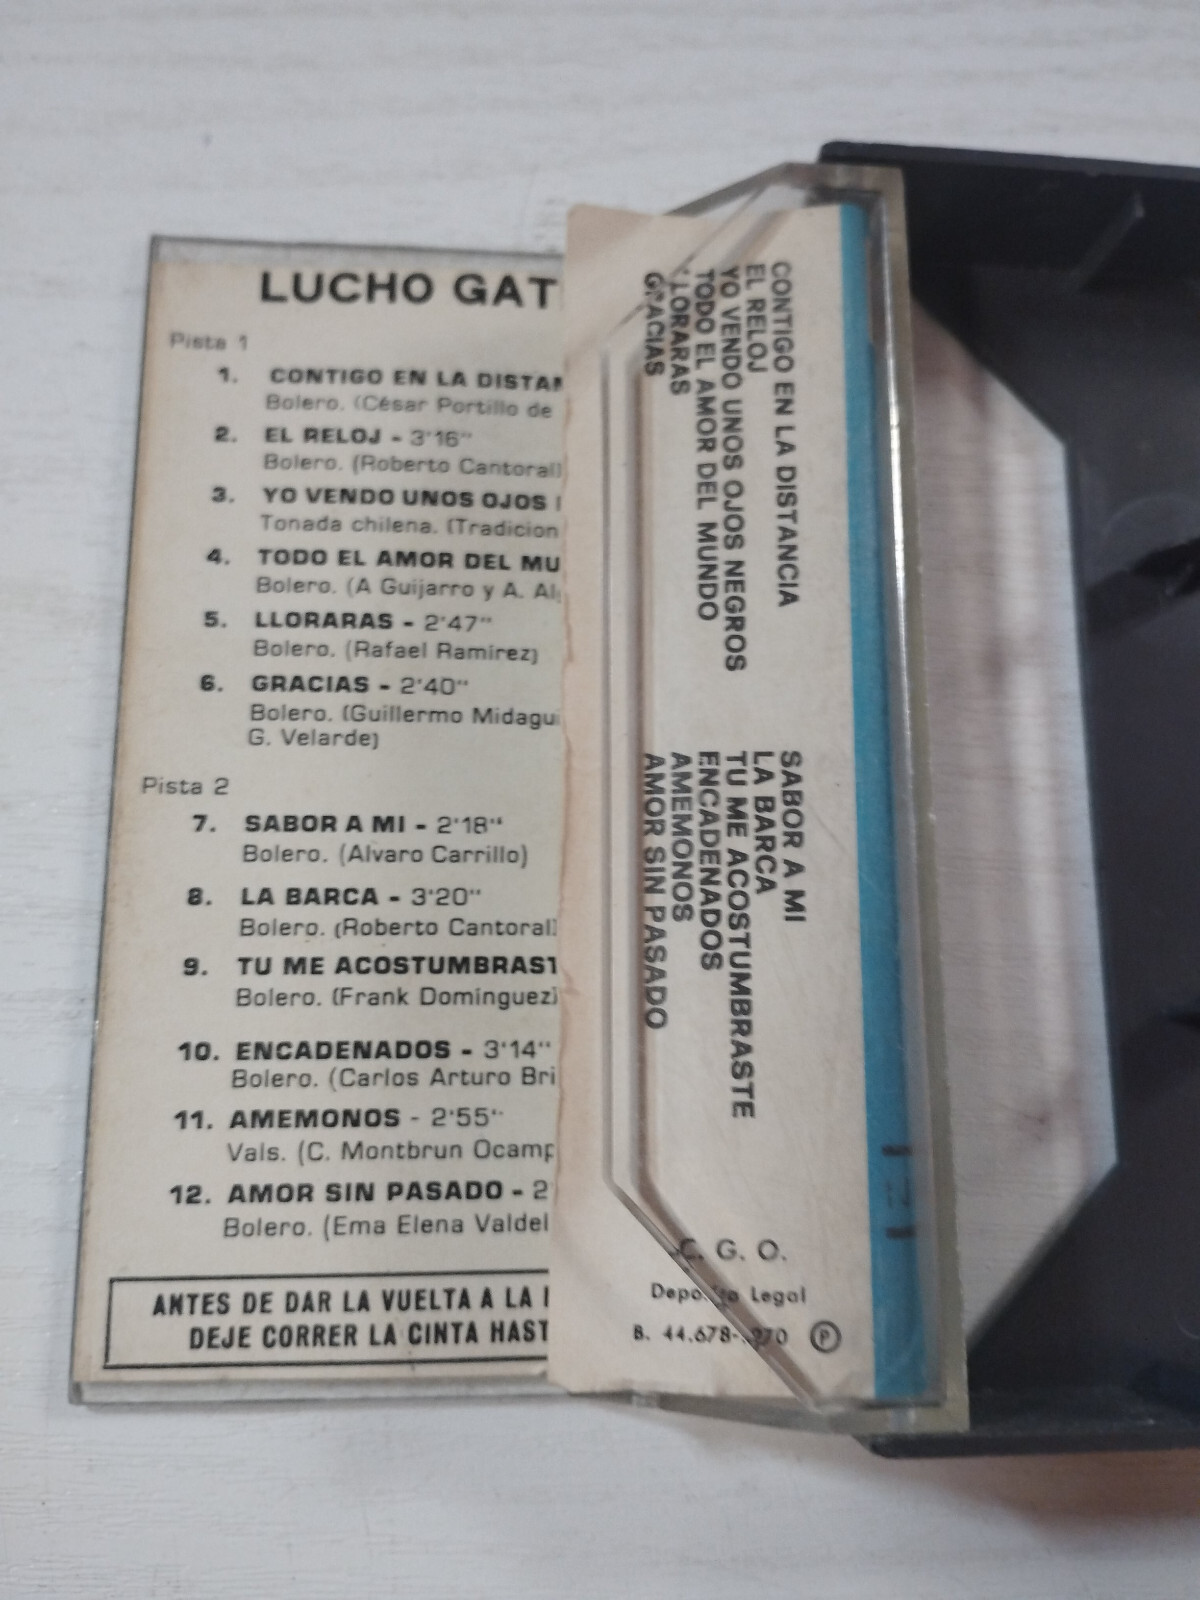 LUCHO GAT
Pista 1
1. CONTIGO EN LA DISTAN
Bolero. (César Portillo de
2. EL RELOJ - 3'16"
Bolero. (Roberto Cantoral)
3. YO VENDO UNOS OJOS
Tonada chilena. (Tradicion
4. TODO EL AMOR DEL MU
Bolero. (A Guijarro y A. Al
5. LLORARAS - 2'47"
Bolero. (Rafael Ramirez)
6. GRACIAS - 2'40"
Bolero. (Guillermo Midagui
G. Velarde)
Pista 2
7. SABOR A MI - 2'18"
Bolero. (Alvaro Carrillo)
8. LA BARCA - 3'20"
Bolero. (Roberto Cantoral)
9. TU ME ACOSTUMBRAST
Bolero. (Frank Domínguez)
10. ENCADENADOS - 3'14"
Bolero. (Carlos Arturo Bri
11. AMEMONOS - 2'55"
Vals. (C. Montbrun Ocamp
12. AMOR SIN PASADO - 2
Bolero. (Ema Elena Valdel
ANTES DE DAR LA VUELTA A LA
DEJE CORRER LA CINTA HAST
CONTIGO EN LA DISTANCIA
EL RELOJ
YO VENDO UNOS OJOS NEGROS
TODO EL AMOR DEL MUNDO
LLORARAS
GRACIAS
SABOR A MI
LA BARCA
TU ME ACOSTUMBRASTE
ENCADENADOS
AMEMONOS
AMOR SIN PASADO
C. G. O.
Depósito Legal
B. 44.678-1970 Ⓟ